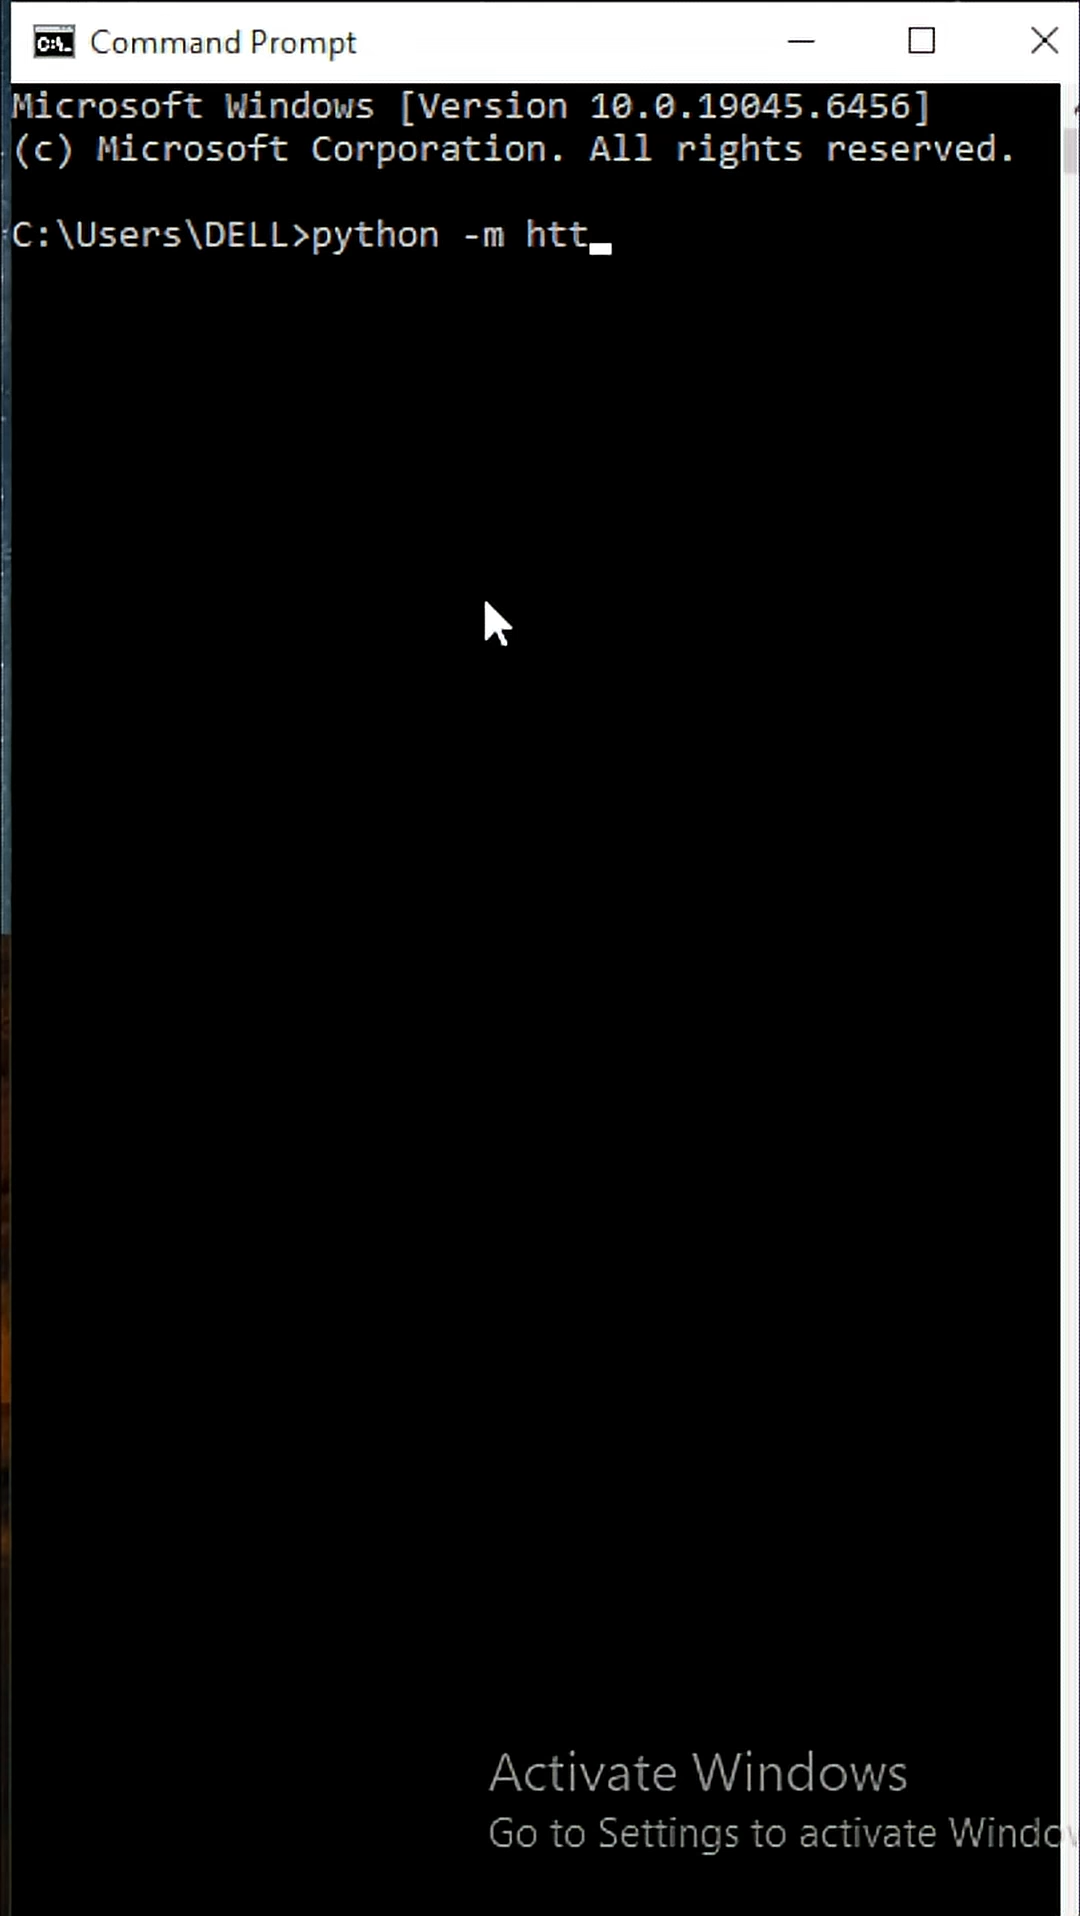 Command Prompt
Microsoft Windows [Version 10.0.19045.6456]
(c) Microsoft Corporation. All rights reserved.
C:\Users\DELL>python -m htt
Activate Windows
Go to Settings to activate Windo